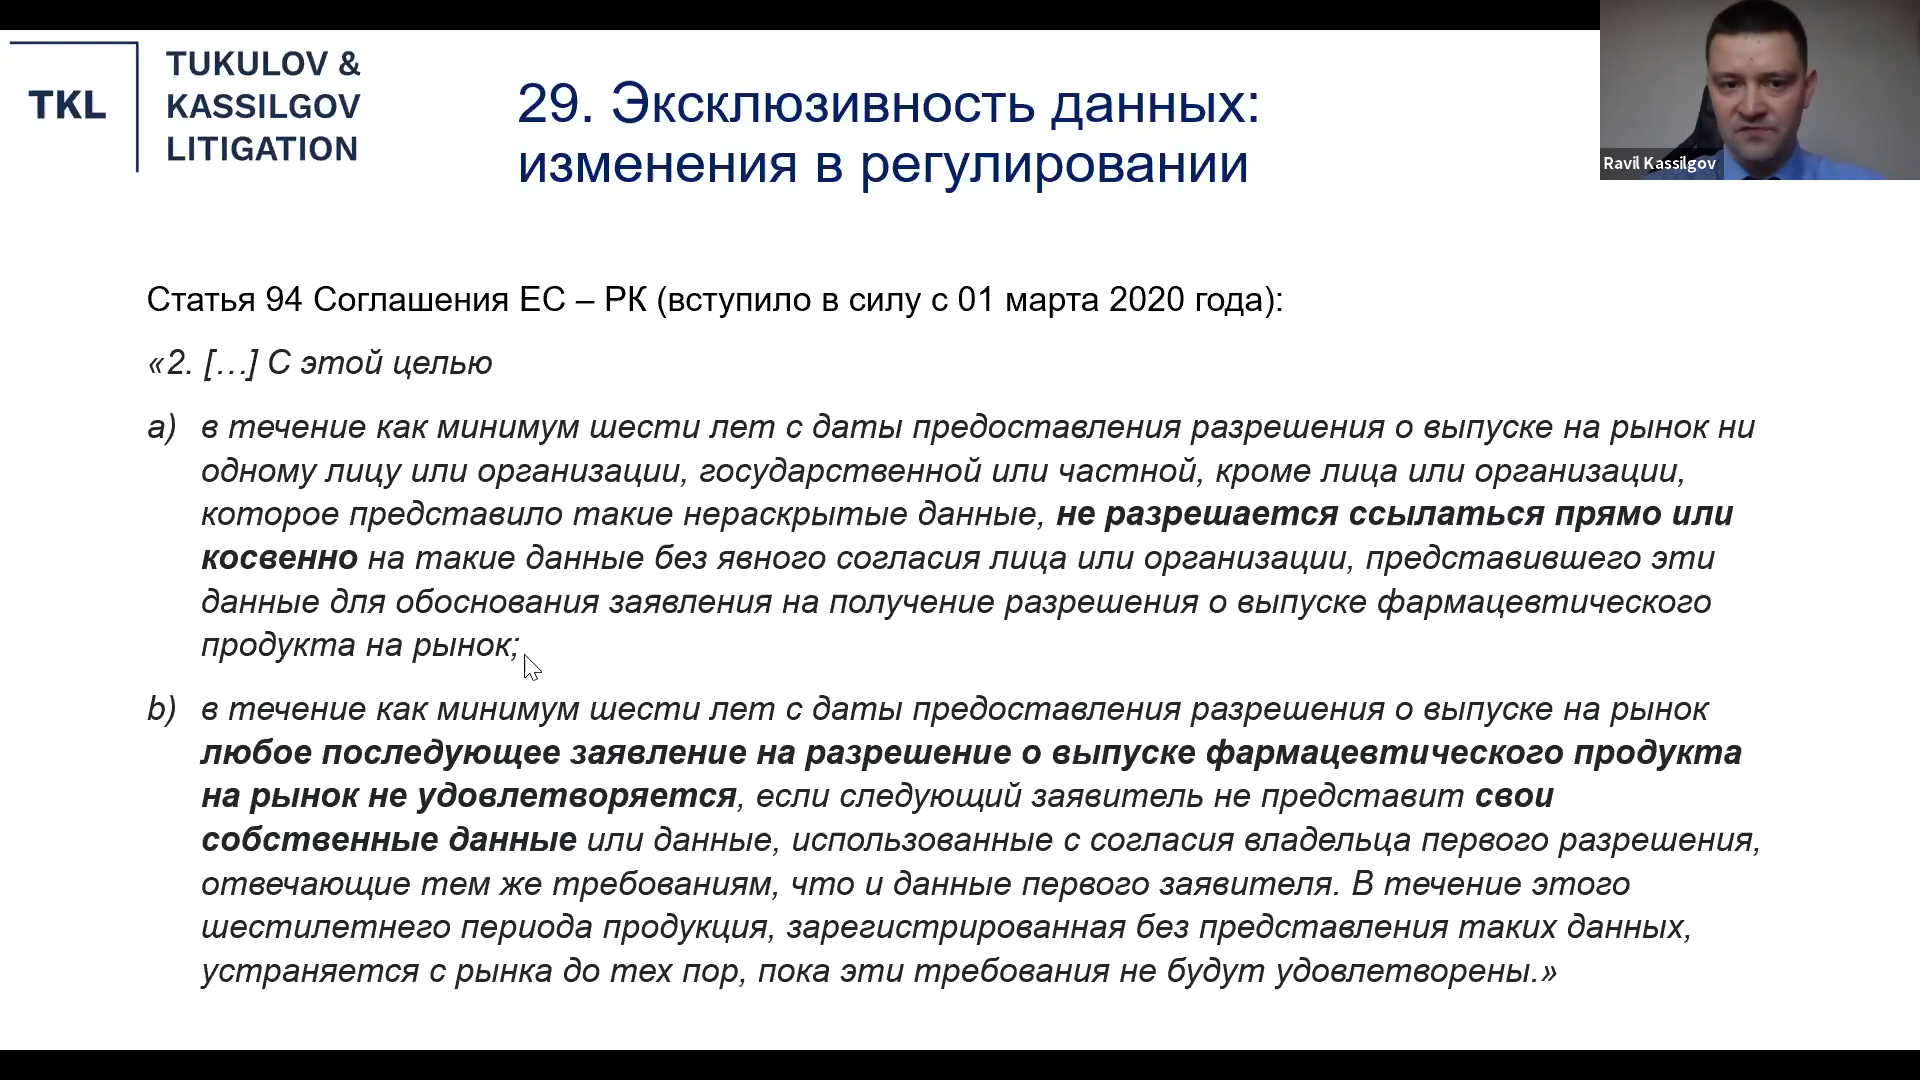 TKL
TUKULOV &
KASSILGOV
LITIGATION
29. Эксклюзивность данных:
изменения в регулировании
Ravil Kassilgov
Статья 94 Соглашения ЕС – РК (вступило в силу с 01 марта 2020 года):
«2. […] С этой целью
a) в течение как минимум шести лет с даты предоставления разрешения о выпуске на рынок ни
одному лицу или организации, государственной или частной, кроме лица или организации,
которое представило такие нераскрытые данные, не разрешается ссылаться прямо или
косвенно на такие данные без явного согласия лица или организации, представившего эти
данные для обоснования заявления на получение разрешения о выпуске фармацевтического
продукта на рынок;
b) в течение как минимум шести лет с даты предоставления разрешения о выпуске на рынок
любое последующее заявление на разрешение о выпуске фармацевтического продукта
на рынок не удовлетворяется, если следующий заявитель не представит свои
собственные данные или данные, использованные с согласия владельца первого разрешения,
отвечающие тем же требованиям, что и данные первого заявителя. В течение этого
шестилетнего периода продукция, зарегистрированная без представления таких данных,
устраняется с рынка до тех пор, пока эти требования не будут удовлетворены.»